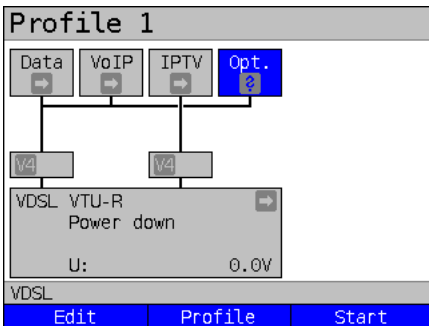 Profile 1
Data VoIP IPTV Opt.
?
V4 V4
VDSL VTU-R
Power down
U: 0.0V
VDSL
Edit Profile Start